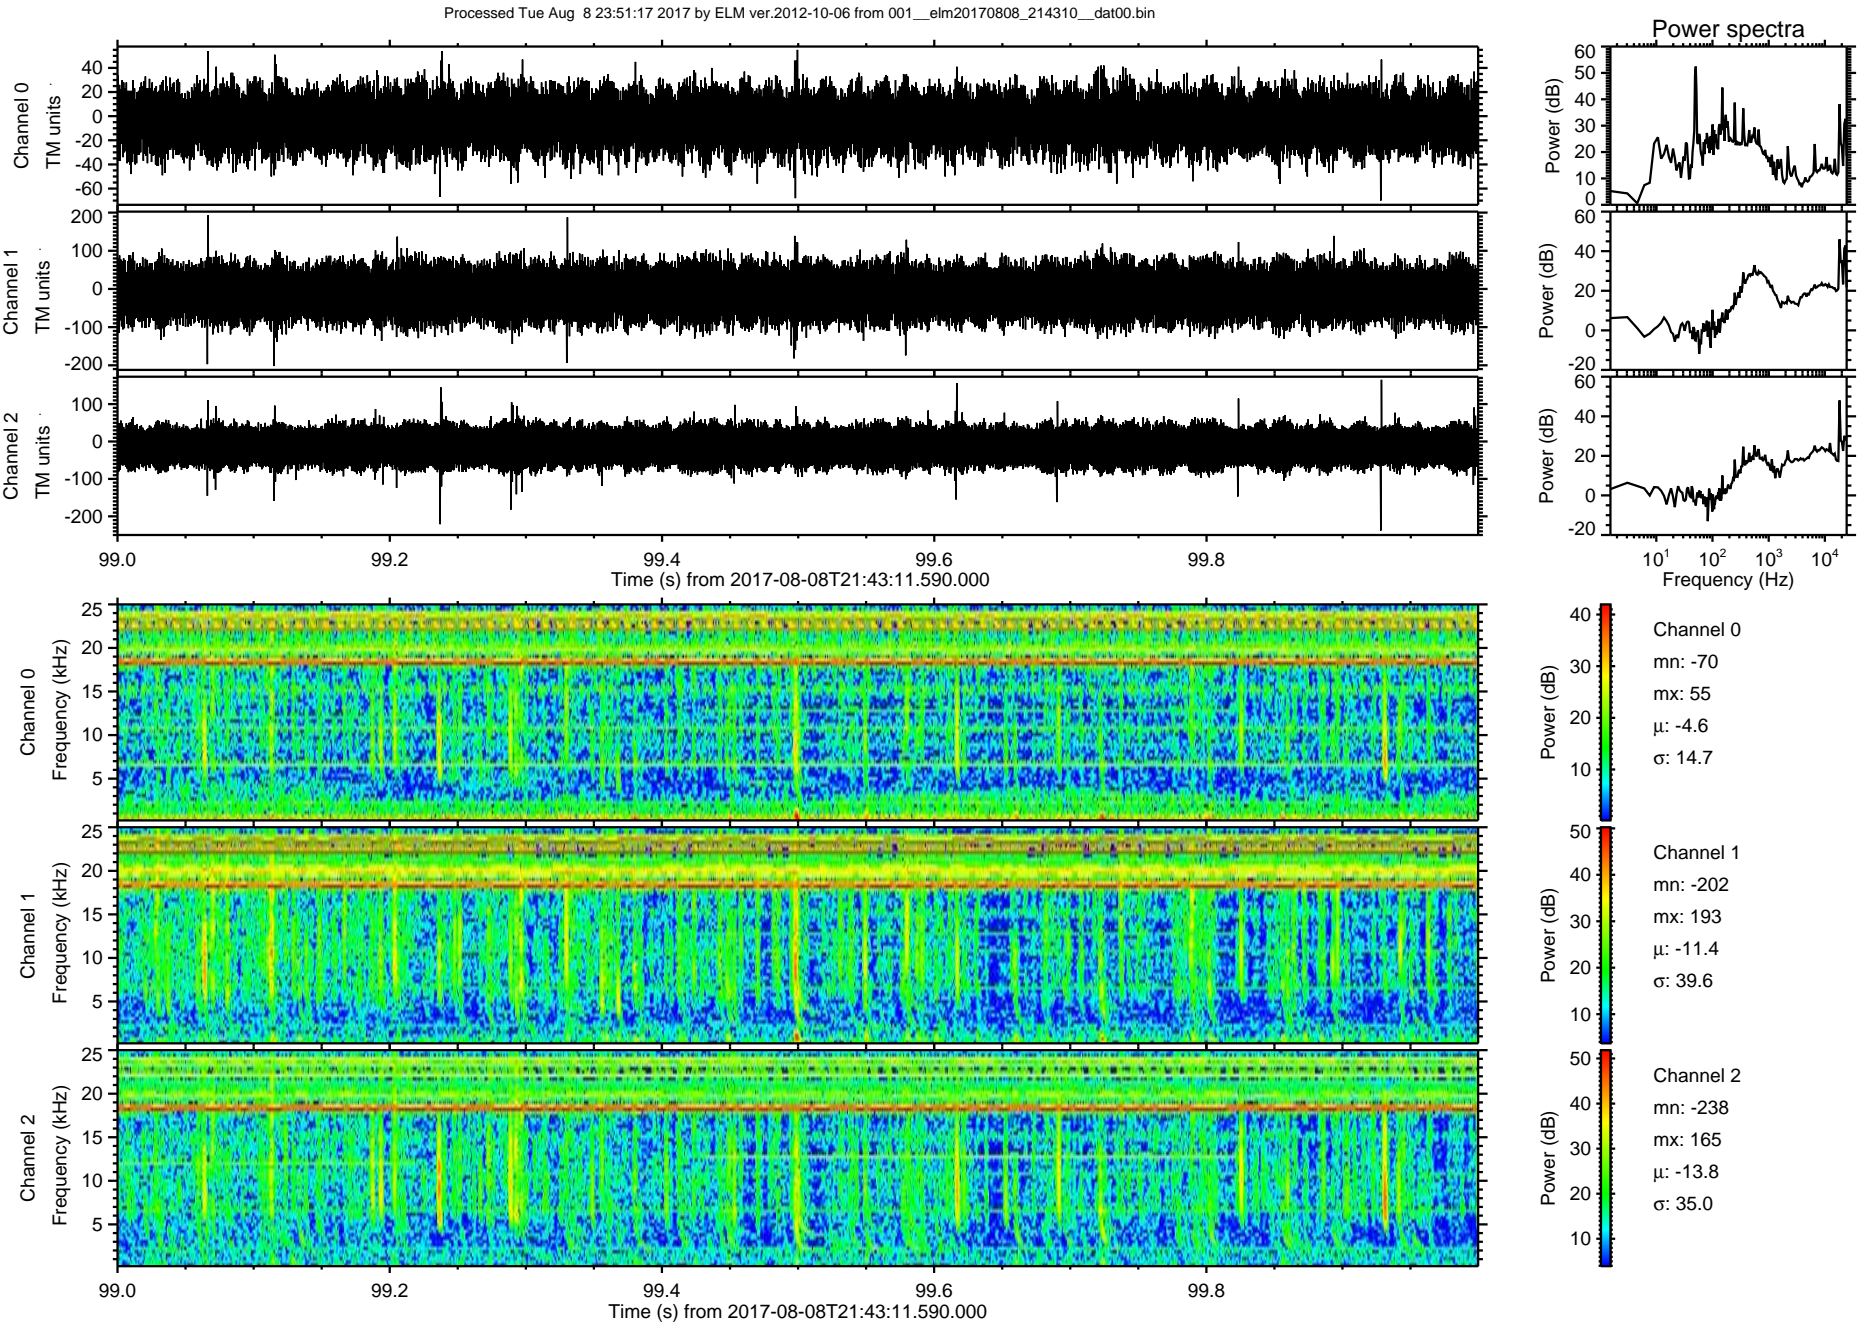 Processed Tue Aug  8 23:51:17 2017 by ELM ver.2012-10-06 from 001__elm20170808_214310__dat00.bin
Power spectra
Channel 0
TM units
40
20
0
-20
-40
-60
Power (dB)
60
50
40
30
20
10
0
Channel 1
TM units
200
100
0
-100
-200
Power (dB)
60
40
20
0
-20
Channel 2
TM units
100
0
-100
-200
Power (dB)
60
40
20
0
-20
99.0
99.2
99.4
99.6
99.8
Time (s) from 2017-08-08T21:43:11.590.000
10^1
10^2
10^3
10^4
Frequency (Hz)
Channel 0
Frequency (kHz)
25
20
15
10
5
Power (dB)
40
30
20
10
Channel 0
mn: -70
mx: 55
μ: -4.6
σ: 14.7
Channel 1
Frequency (kHz)
25
20
15
10
5
Power (dB)
50
40
30
20
10
Channel 1
mn: -202
mx: 193
μ: -11.4
σ: 39.6
Channel 2
Frequency (kHz)
25
20
15
10
5
Power (dB)
50
40
30
20
10
Channel 2
mn: -238
mx: 165
μ: -13.8
σ: 35.0
99.0
99.2
99.4
99.6
99.8
Time (s) from 2017-08-08T21:43:11.590.000